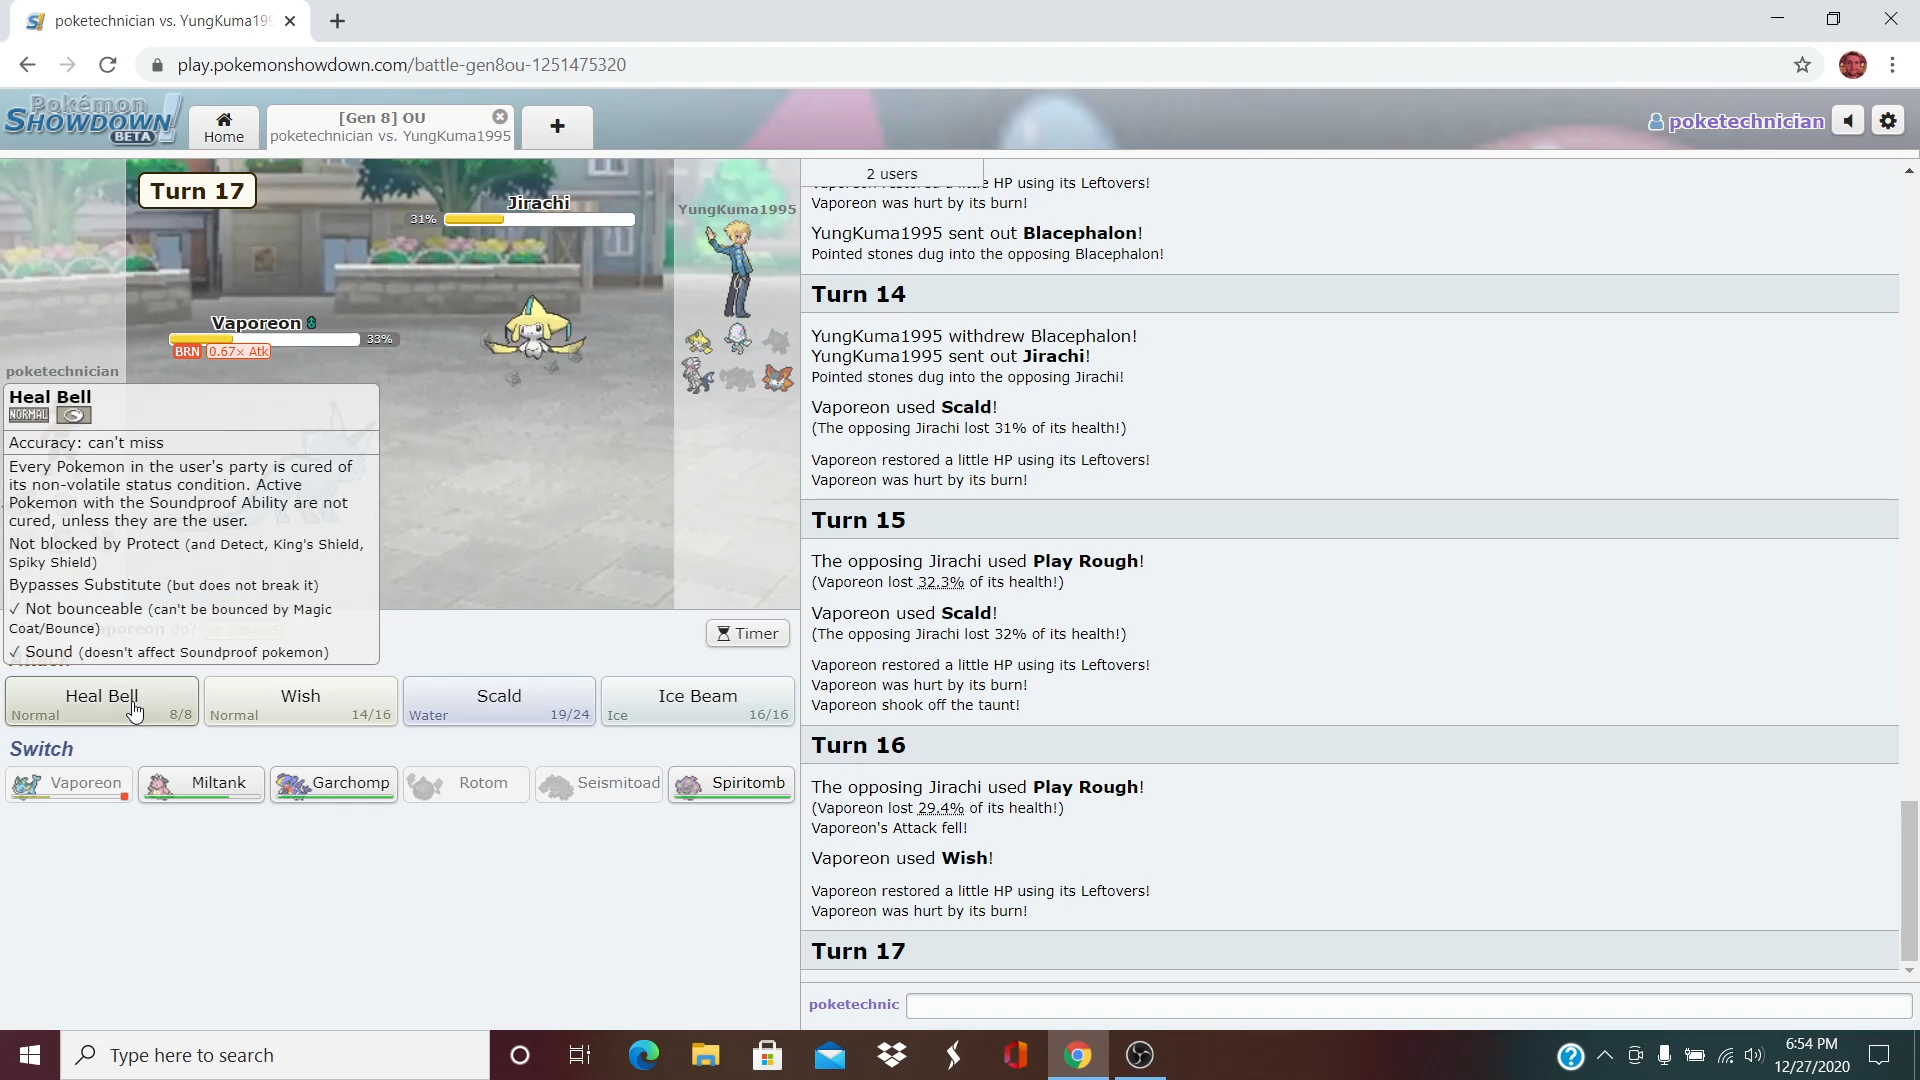 poketechnician vs. YungKuma199
play.pokemonshowdown.com/battle-gen8ou-1251475320
Pokémon
SHOWDOWN
BETA
Home
[Gen 8] OU
poketechnician vs. YungKuma1995
poketechnician
Turn 17
Jirachi
31%
YungKuma1995
Vaporeon
33%
BRN 0.67× Atk
poketechnician
Heal Bell
NORMAL
Accuracy: can't miss
Every Pokemon in the user's party is cured of
its non-volatile status condition. Active
Pokemon with the Soundproof Ability are not
cured, unless they are the user.
Not blocked by Protect (and Detect, King's Shield,
Spiky Shield)
Bypasses Substitute (but does not break it)
✓ Not bounceable (can't be bounced by Magic
Coat/Bounce)
✓ Sound (doesn't affect Soundproof pokemon)
Timer
Heal Bell
Normal 8/8
Wish
Normal 14/16
Scald
Water 19/24
Ice Beam
Ice 16/16
Switch
Vaporeon
Miltank
Garchomp
Rotom
Seismitoad
Spiritomb
2 users
Vaporeon restored a little HP using its Leftovers!
Vaporeon was hurt by its burn!
YungKuma1995 sent out Blacephalon!
Pointed stones dug into the opposing Blacephalon!
Turn 14
YungKuma1995 withdrew Blacephalon!
YungKuma1995 sent out Jirachi!
Pointed stones dug into the opposing Jirachi!
Vaporeon used Scald!
(The opposing Jirachi lost 31% of its health!)
Vaporeon restored a little HP using its Leftovers!
Vaporeon was hurt by its burn!
Turn 15
The opposing Jirachi used Play Rough!
(Vaporeon lost 32.3% of its health!)
Vaporeon used Scald!
(The opposing Jirachi lost 32% of its health!)
Vaporeon restored a little HP using its Leftovers!
Vaporeon was hurt by its burn!
Vaporeon shook off the taunt!
Turn 16
The opposing Jirachi used Play Rough!
(Vaporeon lost 29.4% of its health!)
Vaporeon's Attack fell!
Vaporeon used Wish!
Vaporeon restored a little HP using its Leftovers!
Vaporeon was hurt by its burn!
Turn 17
poketechnic
Type here to search
6:54 PM
12/27/2020